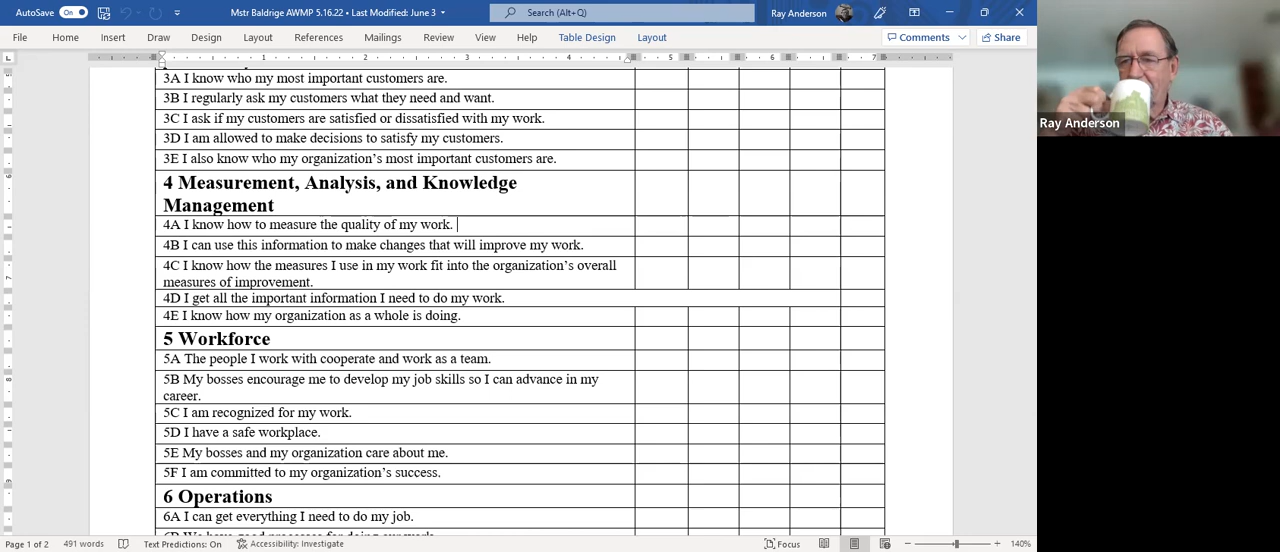 AutoSave
On
Mstr Baldrige AWMP 5.16.22 • Last Modified: June 3
Search (Alt+Q)
Ray Anderson
File Home Insert Draw Design Layout References Mailings Review View Help Table Design Layout
Comments
Share
1 2 3 4 5 6 7
3A I know who my most important customers are.
3B I regularly ask my customers what they need and want.
3C I ask if my customers are satisfied or dissatisfied with my work.
3D I am allowed to make decisions to satisfy my customers.
3E I also know who my organization's most important customers are.
4 Measurement, Analysis, and Knowledge
Management
4A I know how to measure the quality of my work.
4B I can use this information to make changes that will improve my work.
4C I know how the measures I use in my work fit into the organization's overall
measures of improvement.
4D I get all the important information I need to do my work.
4E I know how my organization as a whole is doing.
5 Workforce
5A The people I work with cooperate and work as a team.
5B My bosses encourage me to develop my job skills so I can advance in my
career.
5C I am recognized for my work.
5D I have a safe workplace.
5E My bosses and my organization care about me.
5F I am committed to my organization's success.
6 Operations
6A I can get everything I need to do my job.
Page 1 of 2 491 words Text Predictions: On Accessibility: Investigate Focus 140%
Ray Anderson